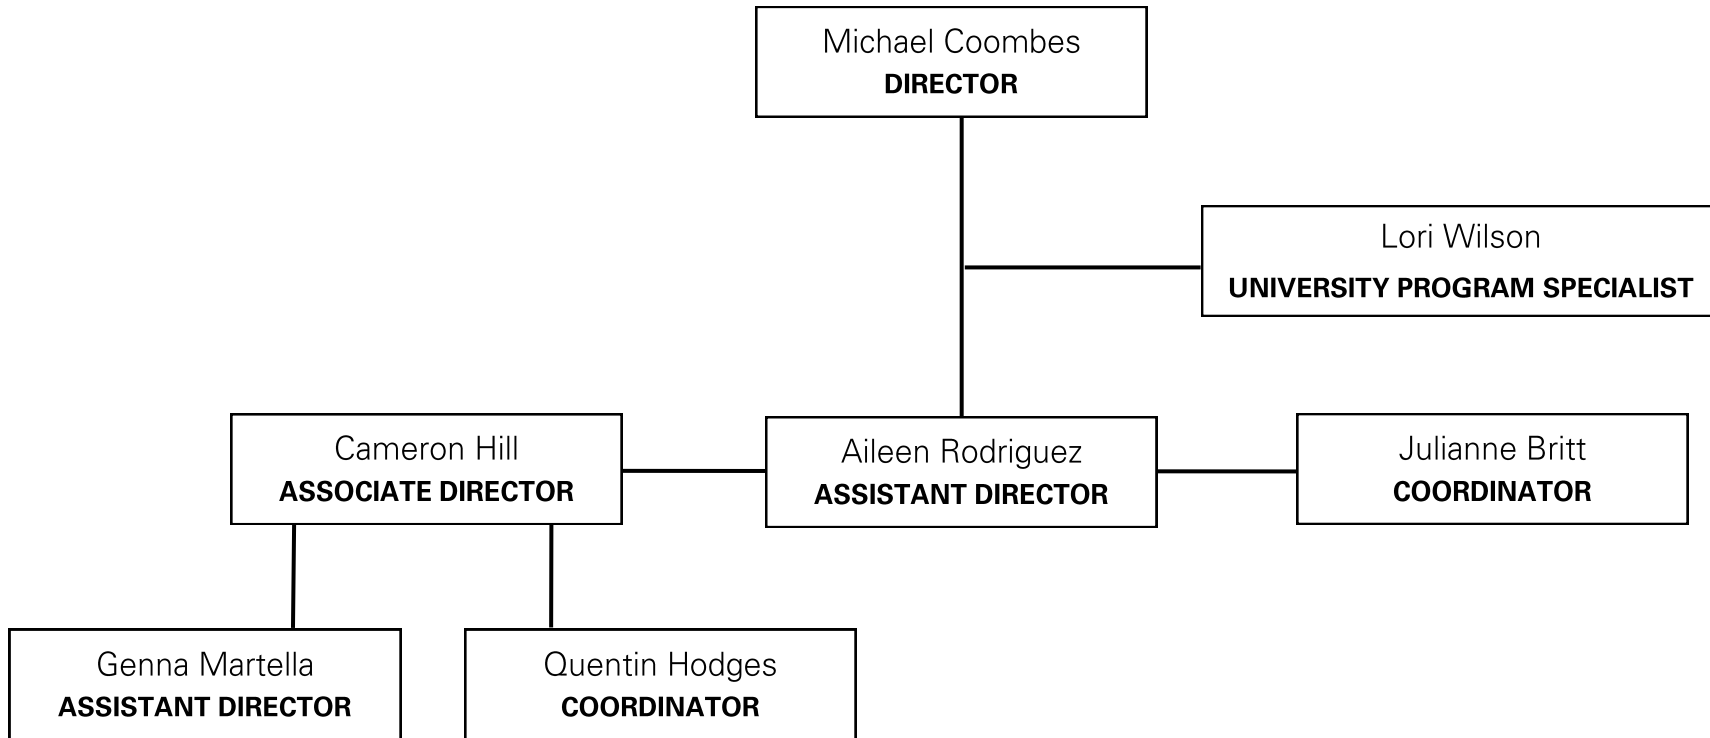 Michael Coombes
DIRECTOR
Lori Wilson
UNIVERSITY PROGRAM SPECIALIST
Cameron Hill
ASSOCIATE DIRECTOR
Aileen Rodriguez
ASSISTANT DIRECTOR
Julianne Britt
COORDINATOR
Genna Martella
ASSISTANT DIRECTOR
Quentin Hodges
COORDINATOR